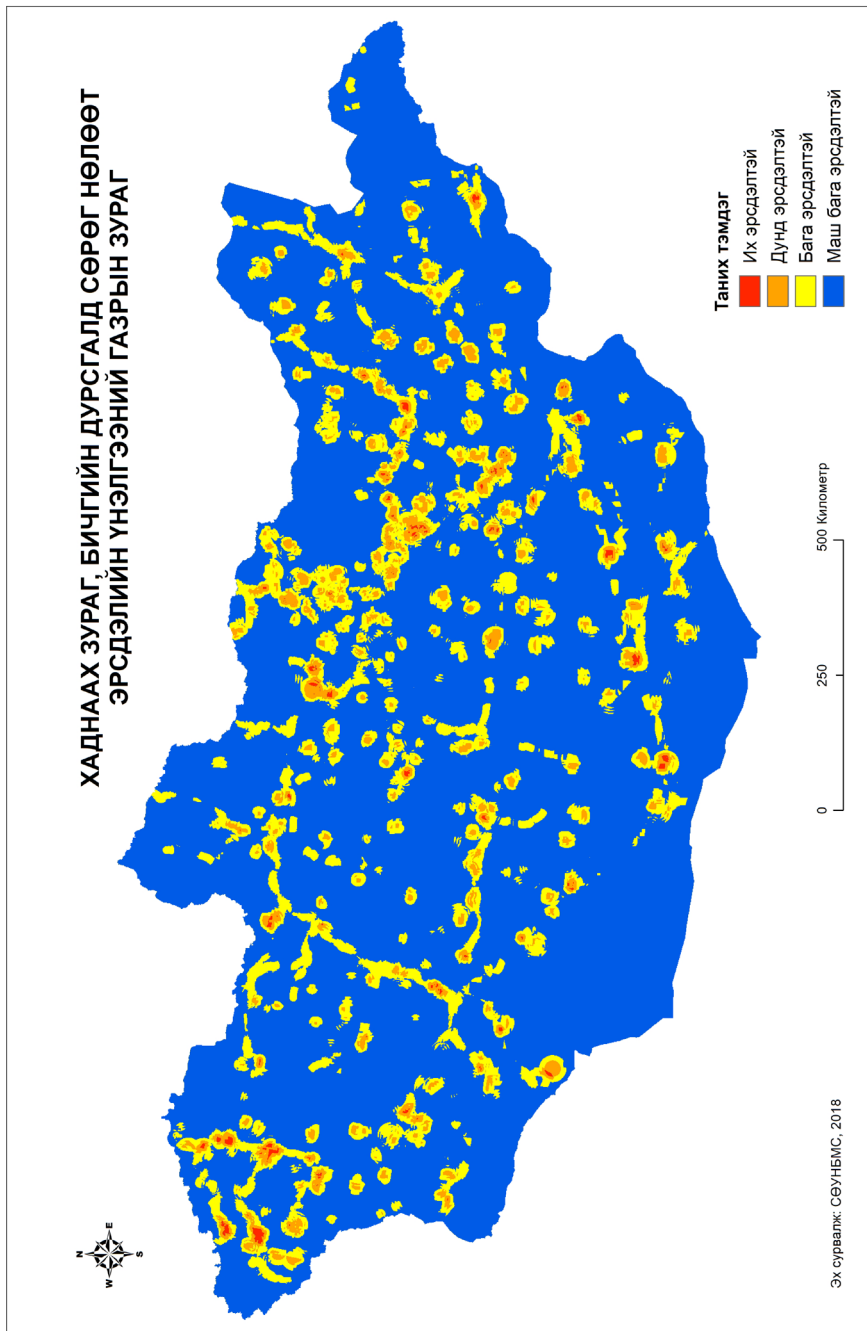 ХАДНААХ ЗУРАГ, БИЧГИЙН ДУРСГАЛД СӨРӨГ НӨЛӨӨТ
ЭРСДЭЛИЙН ҮНЭЛГЭЭНИЙ ГАЗРЫН ЗУРАГ
N
W
E
S
Таних тэмдэг
Их эрсдэлтэй
Дунд эрсдэлтэй
Бага эрсдэлтэй
Маш бага эрсдэлтэй
0
250
500 Километр
Эх сурвалж: СӨҮНБМС, 2018